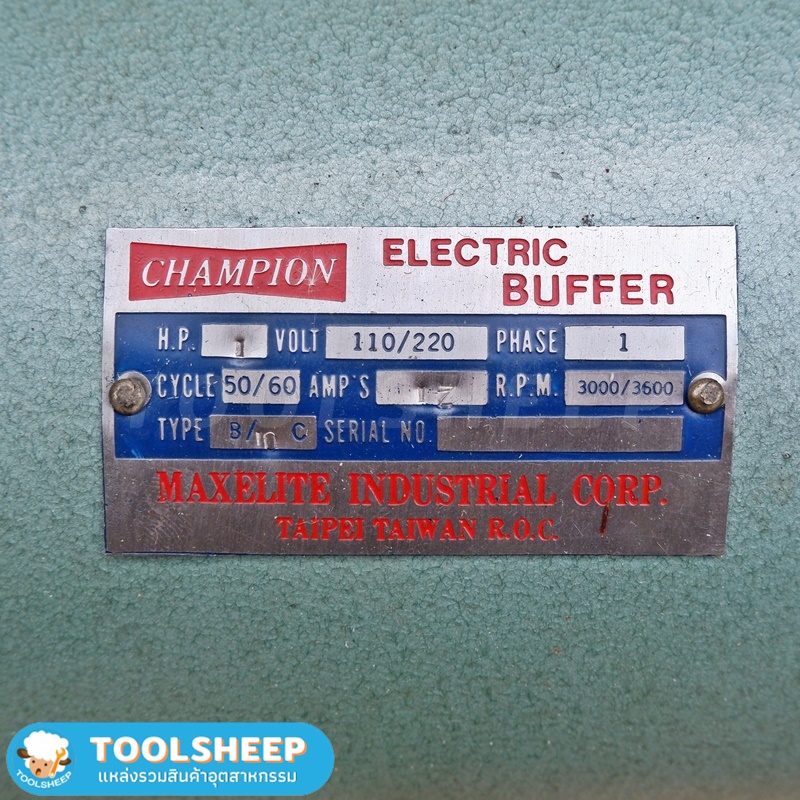 CHAMPION
ELECTRIC
BUFFER
H.P. 1 VOLT 110/220 PHASE 1
CYCLE 50/60 AMP'S R.P.M. 3000/3600
TYPE B/ C SERIAL NO.
MAXELITE INDUSTRIAL CORP.
TAIPEI TAIWAN R.O.C.
TOOLSHEEP
TOOLSHEEP
แหล่งรวมสินค้าอุตสาหกรรม
TOOLSHEEP